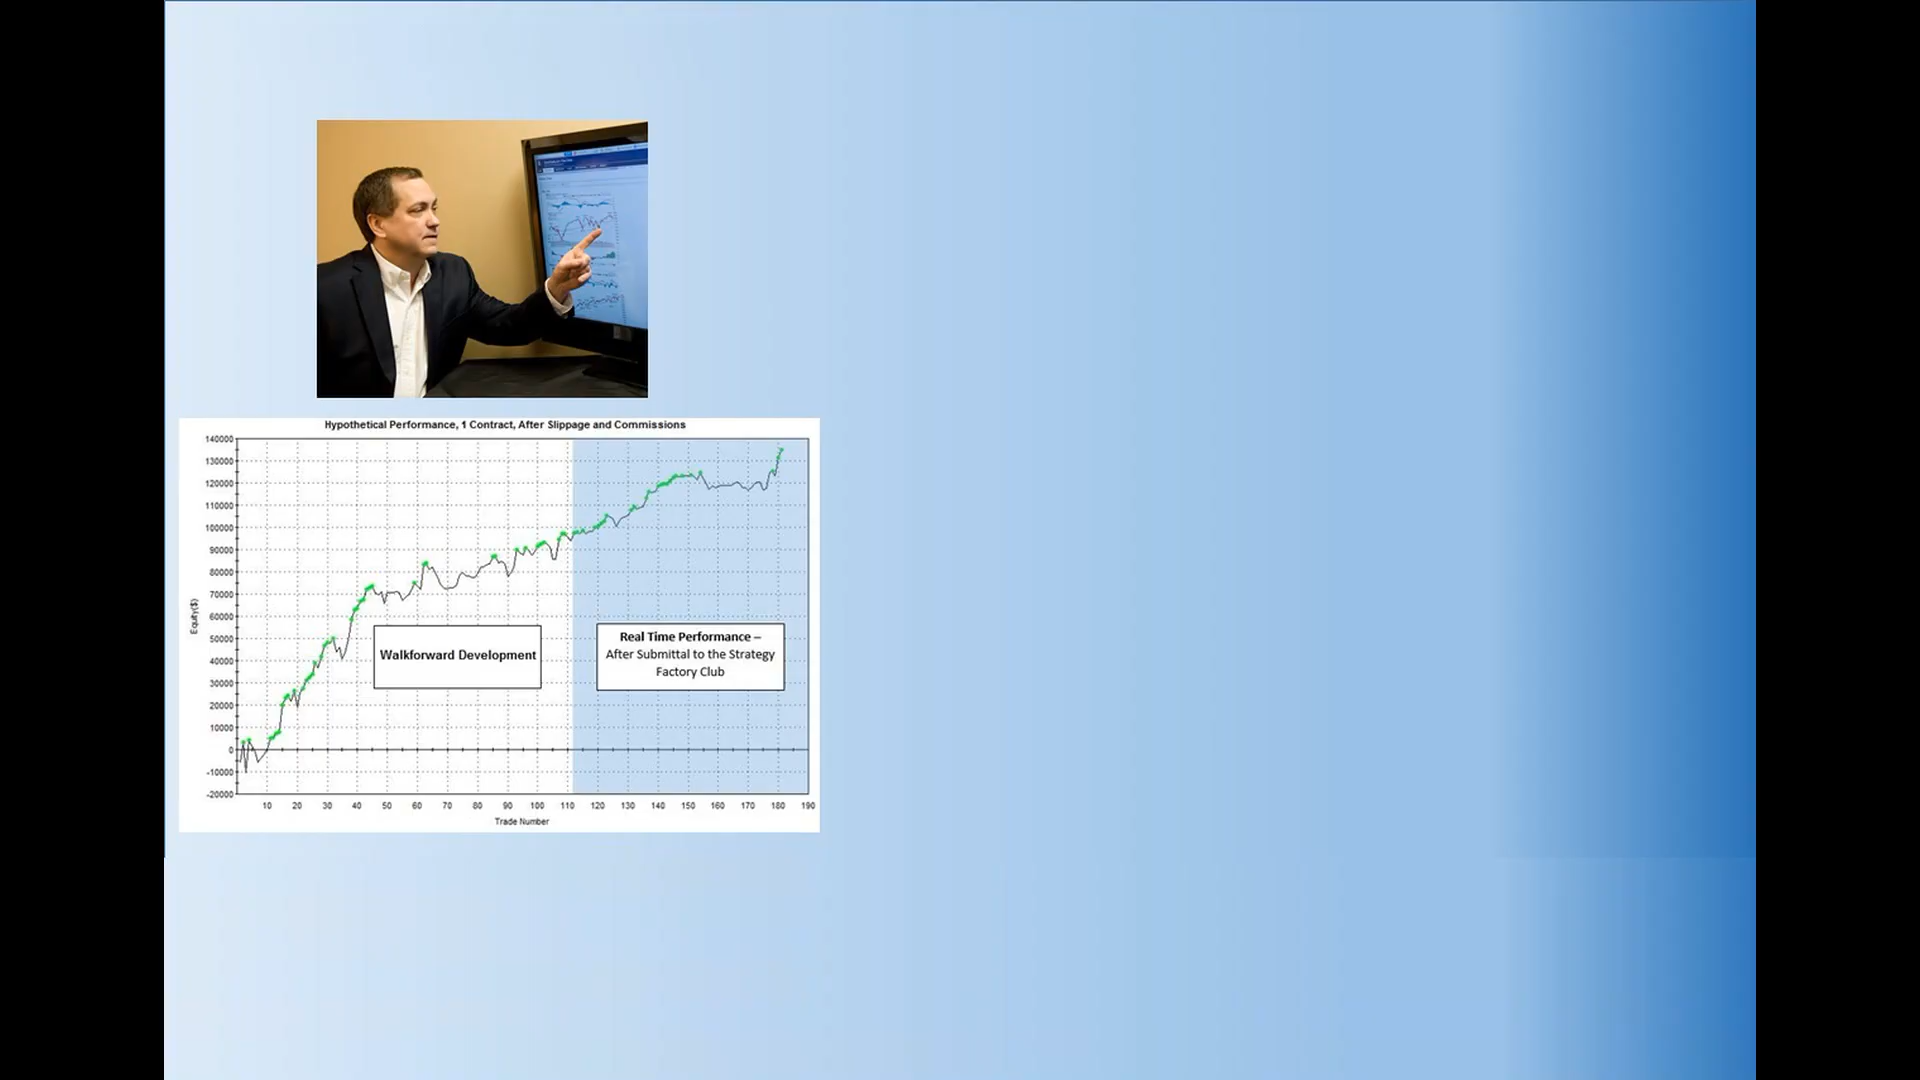 Hypothetical Performance, 1 Contract, After Slippage and Commissions
140000
130000
120000
110000
100000
90000
80000
70000
60000
50000
40000
30000
20000
10000
0
-10000
-20000
Equity($)
Walkforward Development
Real Time Performance –
After Submittal to the Strategy
Factory Club
10 20 30 40 50 60 70 80 90 100 110 120 130 140 150 160 170 180 190
Trade Number